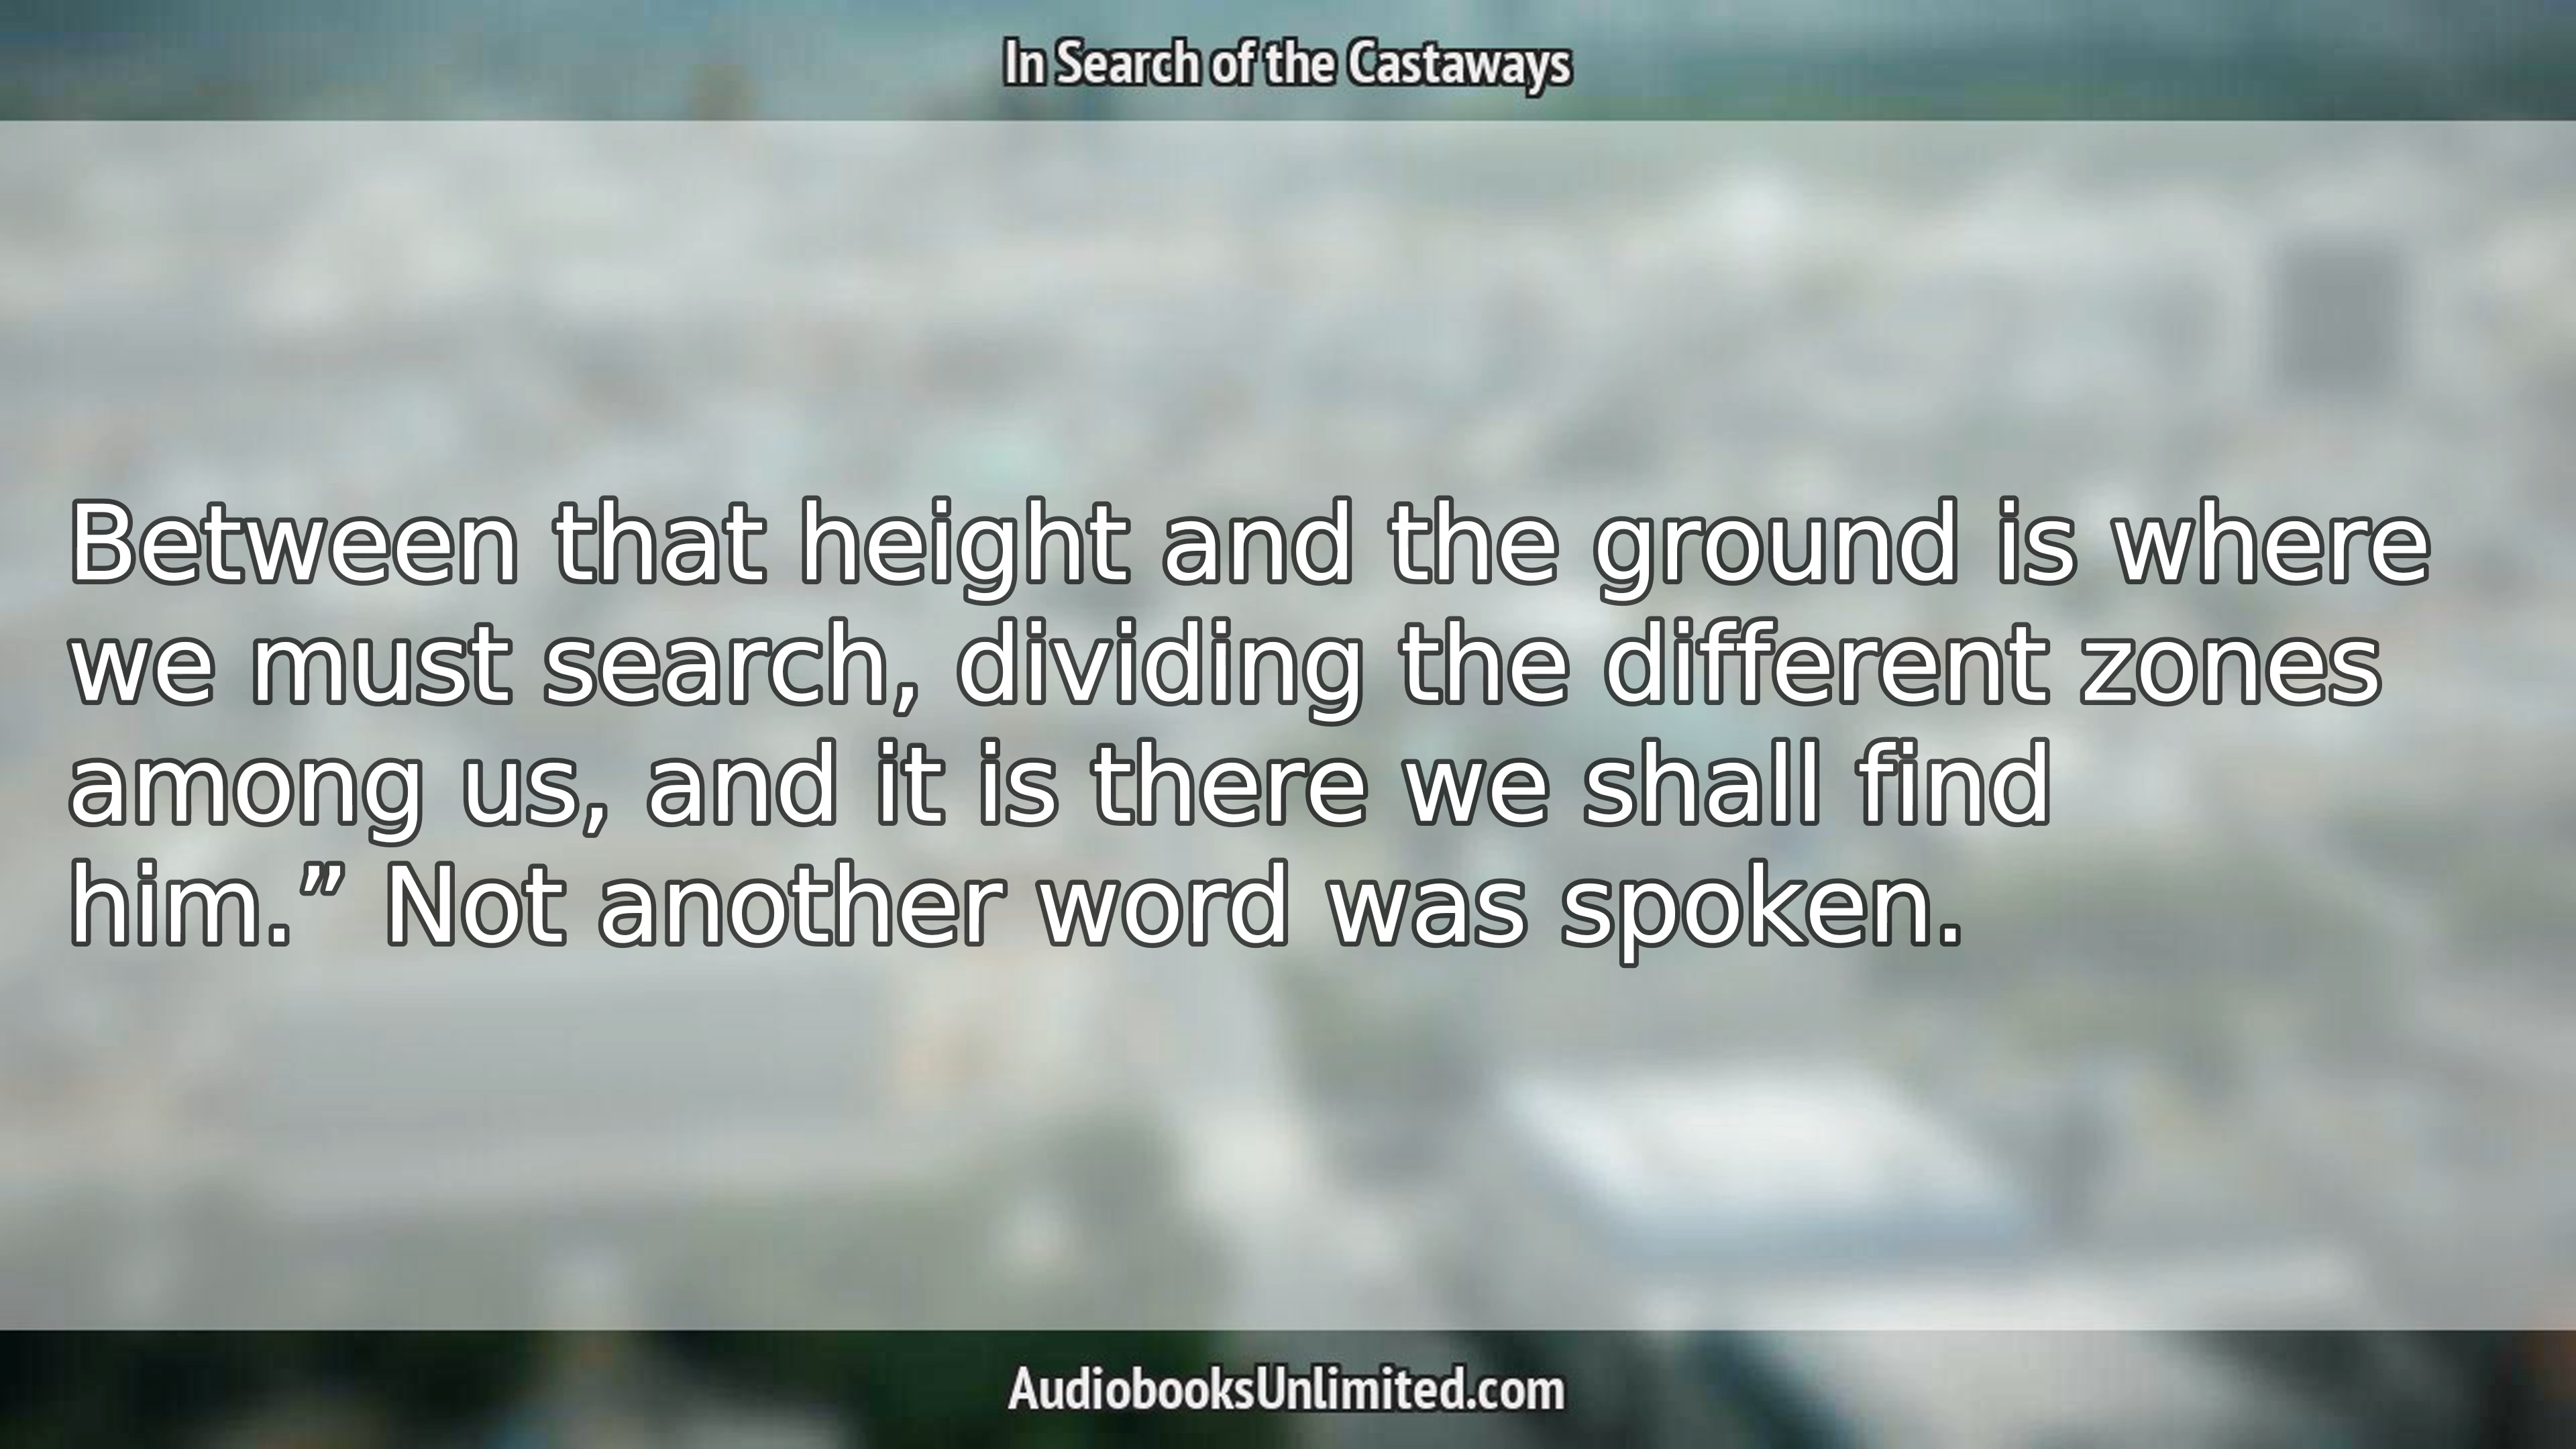 In Search of the Castaways
Between that height and the ground is where
we must search, dividing the different zones
among us, and it is there we shall find
him.” Not another word was spoken.
AudiobooksUnlimited.com